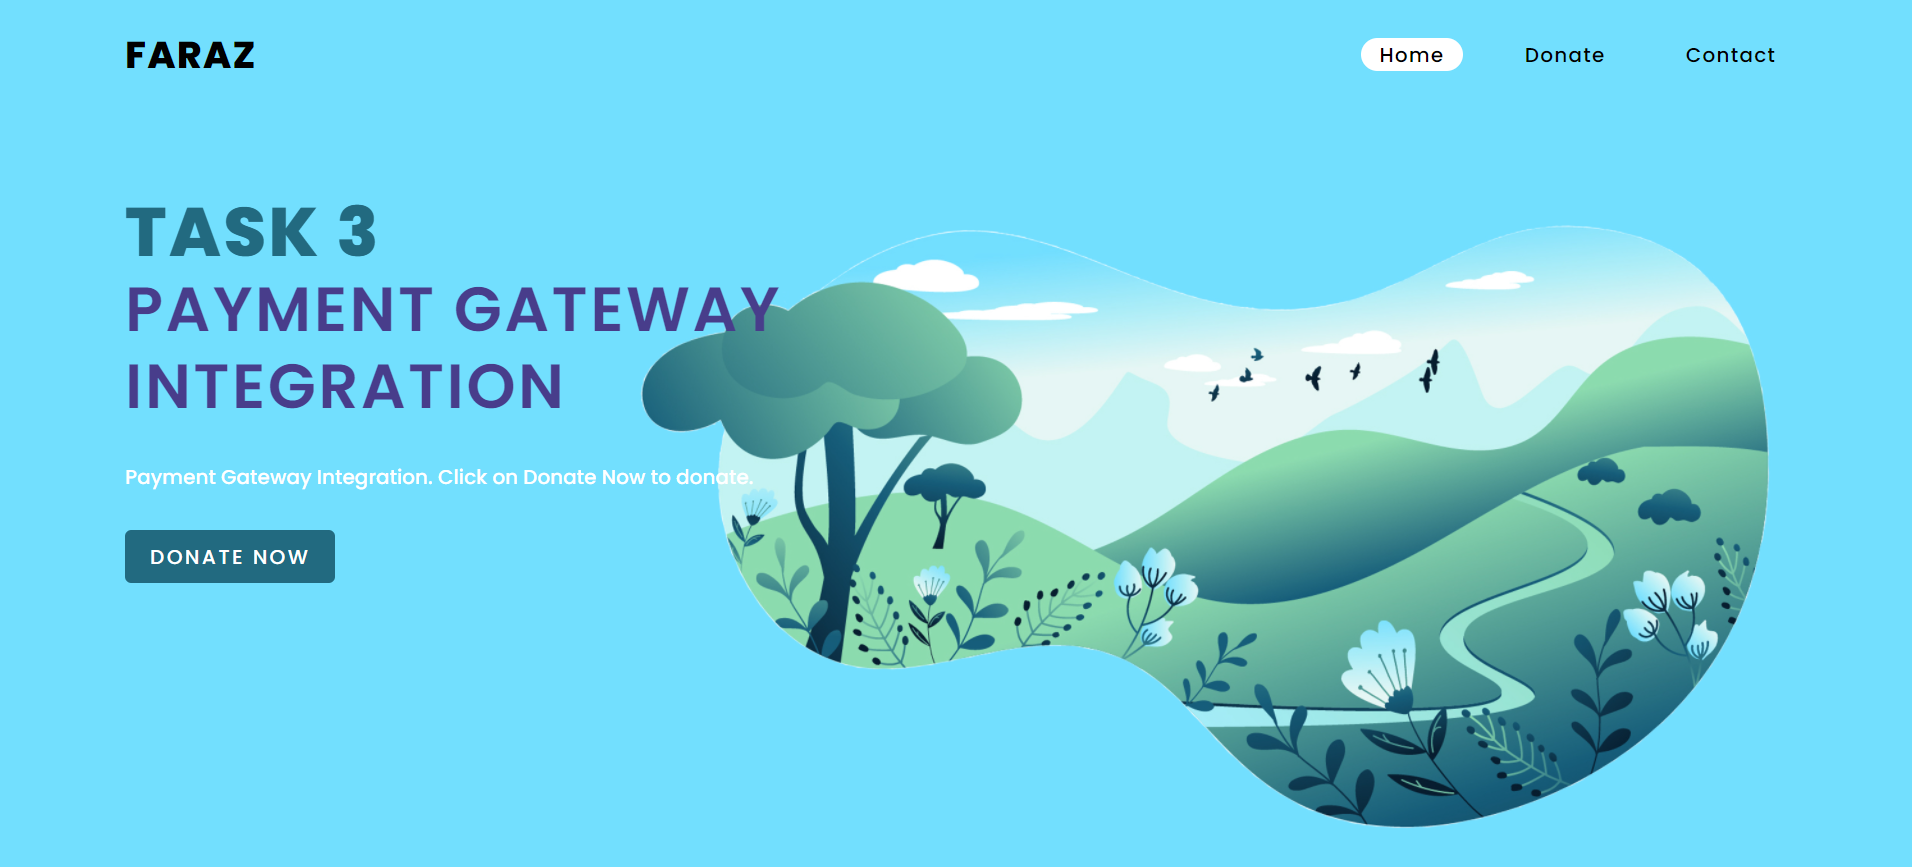 FARAZ
Home
Donate
Contact
TASK 3
PAYMENT GATEWAY
INTEGRATION
Payment Gateway Integration. Click on Donate Now to donate.
DONATE NOW